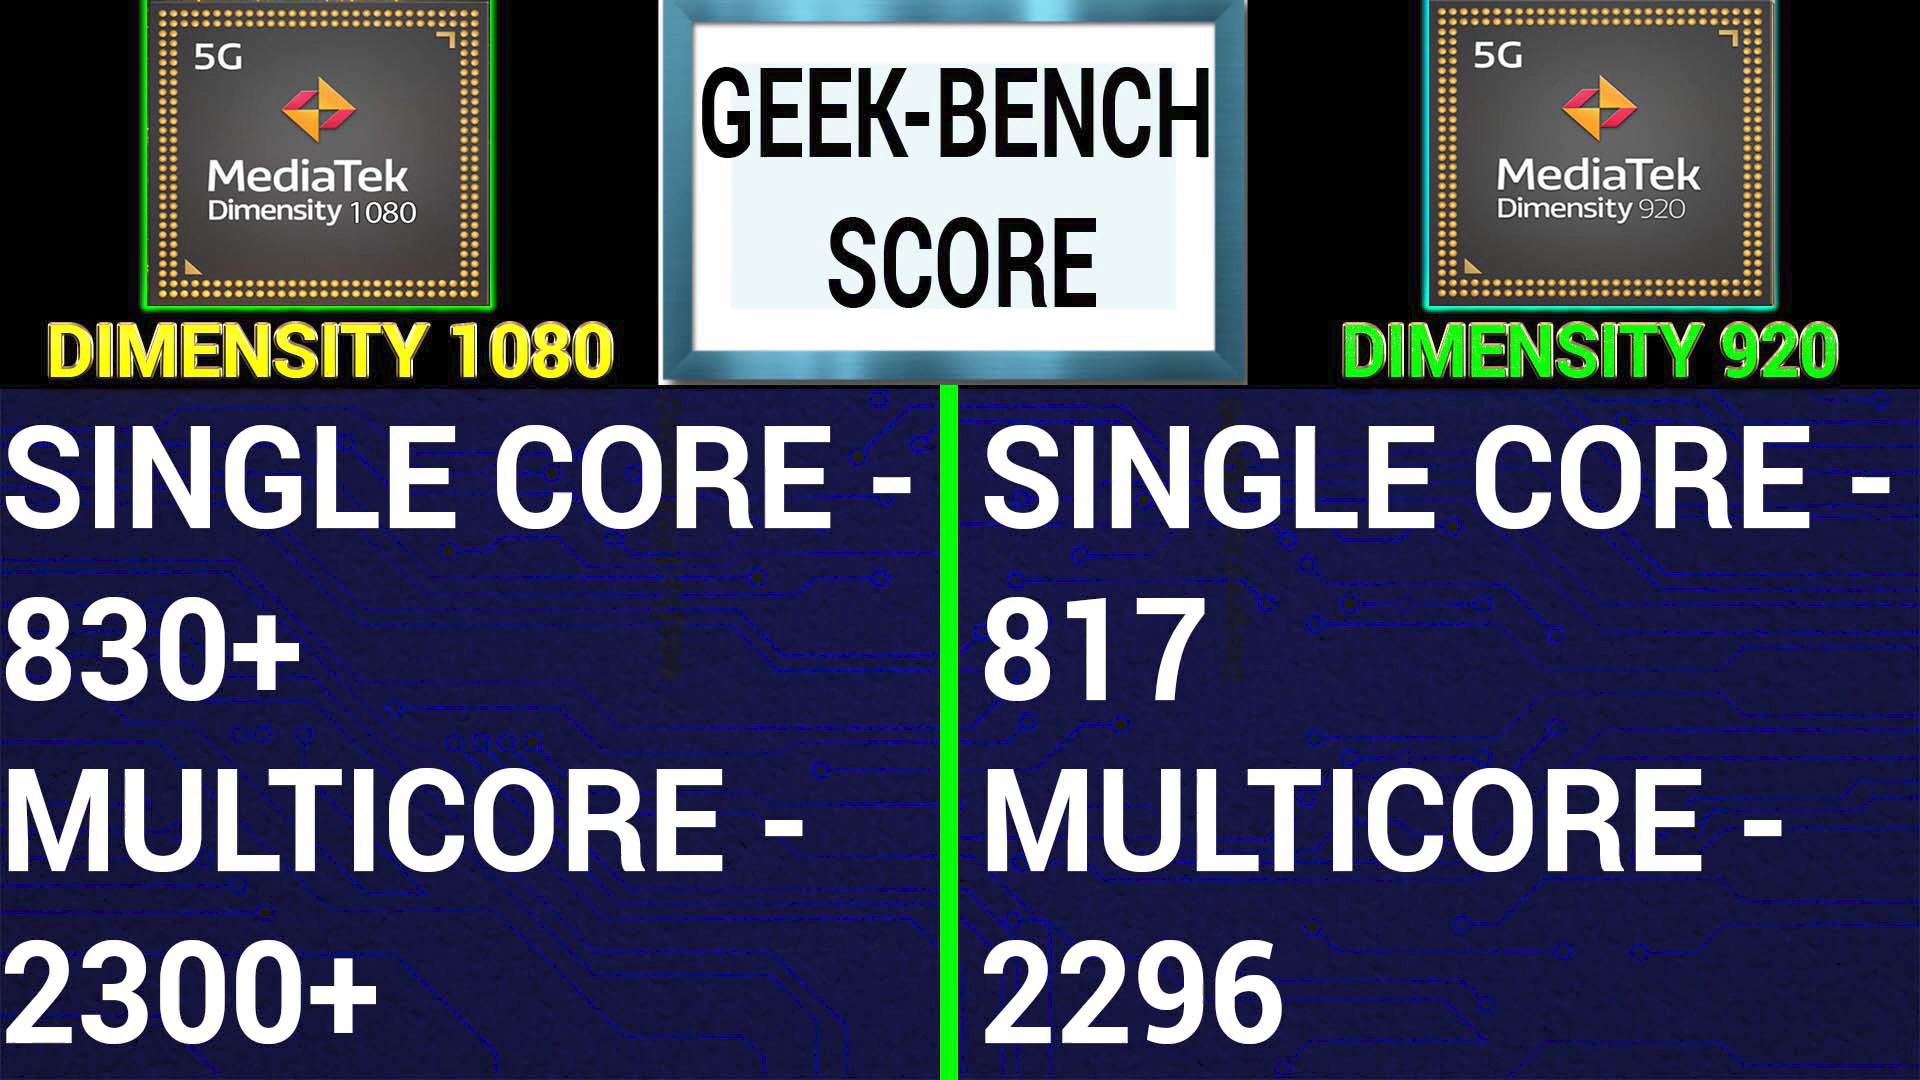 5G
MediaTek
Dimensity 1080
DIMENSITY 1080
GEEK-BENCH
SCORE
5G
MediaTek
Dimensity 920
DIMENSITY 920
SINGLE CORE -
830+
MULTICORE -
2300+
SINGLE CORE -
817
MULTICORE -
2296